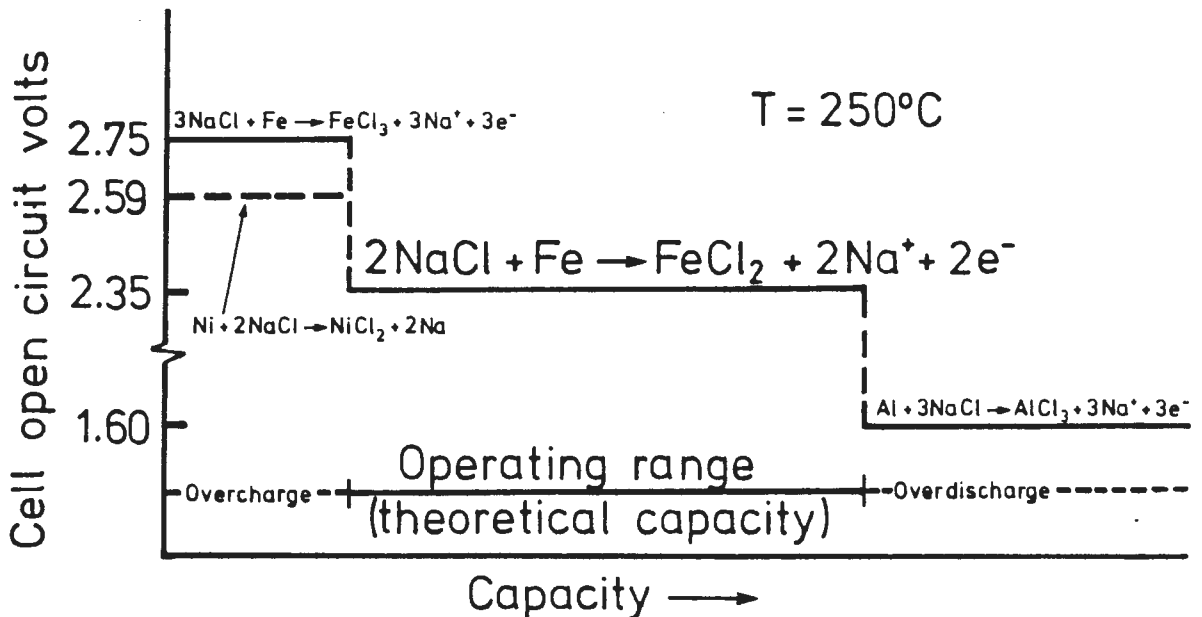 Cell open circuit volts
T = 250°C
3NaCl + Fe → FeCl₃ + 3Na⁺ + 3e⁻
2.75
2.59
2NaCl + Fe → FeCl₂ + 2Na⁺ + 2e⁻
2.35
Ni + 2NaCl → NiCl₂ + 2Na
Al + 3NaCl → AlCl₃ + 3Na⁺ + 3e⁻
1.60
Operating range
Overcharge
Overdischarge
(theoretical capacity)
Capacity →